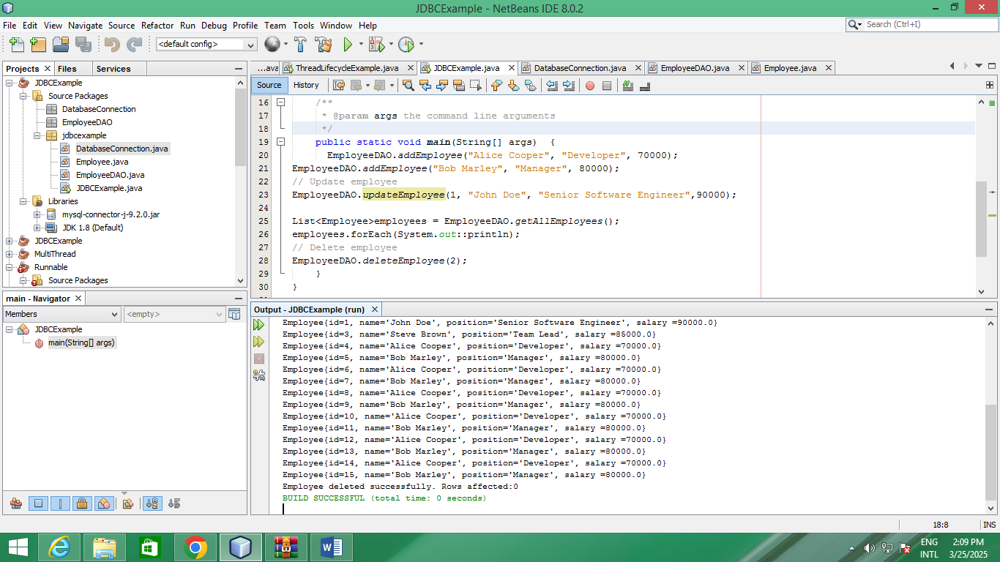 JDBCExample - NetBeans IDE 8.0.2
File Edit View Navigate Source Refactor Run Debug Profile Team Tools Window Help
Search (Ctrl+I)
<default config>
Projects Files Services
JDBCExample
Source Packages
DatabaseConnection
EmployeeDAO
jdbcexample
DatabaseConnection.java
Employee.java
EmployeeDAO.java
JDBCExample.java
Libraries
mysql-connector-j-9.2.0.jar
JDK 1.8 (Default)
JDBCExample
MultiThread
Runnable
Source Packages
main - Navigator
Members
<empty>
JDBCExample
main(String[] args)
...ava ThreadLifecycleExample.java JDBCExample.java DatabaseConnection.java EmployeeDAO.java Employee.java
Source History
16 /**
17 * @param args the command line arguments
18 */
19 public static void main(String[] args) {
20 EmployeeDAO.addEmployee("Alice Cooper", "Developer", 70000);
21 EmployeeDAO.addEmployee("Bob Marley", "Manager", 80000);
22 // Update employee
23 EmployeeDAO.updateEmployee(1, "John Doe", "Senior Software Engineer",90000);
24
25 List<Employee>employees = EmployeeDAO.getAllEmployees();
26 employees.forEach(System.out::println);
27 // Delete employee
28 EmployeeDAO.deleteEmployee(2);
29 }
30 }
Output - JDBCExample (run)
Employee{id=1, name='John Doe', position='Senior Software Engineer', salary =90000.0}
Employee{id=3, name='Steve Brown', position='Team Lead', salary =85000.0}
Employee{id=4, name='Alice Cooper', position='Developer', salary =70000.0}
Employee{id=5, name='Bob Marley', position='Manager', salary =80000.0}
Employee{id=6, name='Alice Cooper', position='Developer', salary =70000.0}
Employee{id=7, name='Bob Marley', position='Manager', salary =80000.0}
Employee{id=8, name='Alice Cooper', position='Developer', salary =70000.0}
Employee{id=9, name='Bob Marley', position='Manager', salary =80000.0}
Employee{id=10, name='Alice Cooper', position='Developer', salary =70000.0}
Employee{id=11, name='Bob Marley', position='Manager', salary =80000.0}
Employee{id=12, name='Alice Cooper', position='Developer', salary =70000.0}
Employee{id=13, name='Bob Marley', position='Manager', salary =80000.0}
Employee{id=14, name='Alice Cooper', position='Developer', salary =70000.0}
Employee{id=15, name='Bob Marley', position='Manager', salary =80000.0}
Employee deleted successfully. Rows affected:0
BUILD SUCCESSFUL (total time: 0 seconds)
18:8 INS
ENG 2:09 PM
INTL 3/25/2025